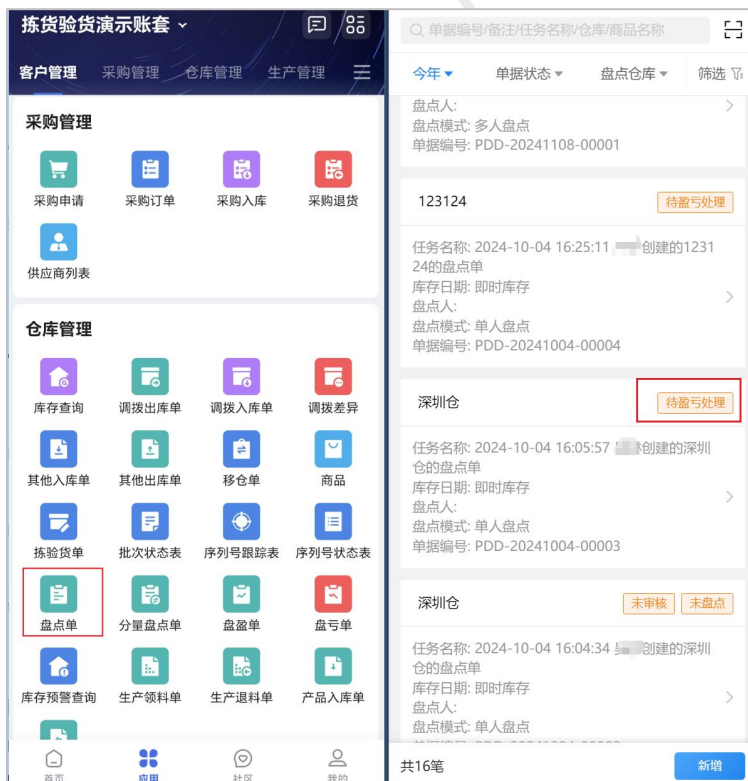 拣货验货演示账套
客户管理 采购管理 仓库管理 生产管理
采购管理
采购申请 采购订单 采购入库 采购退货
供应商列表
仓库管理
库存查询 调拨出库单 调拨入库单 调拨差异
其他入库单 其他出库单 移仓单 商品
拣验货单 批次状态表 序列号跟踪表 序列号状态表
盘点单 分量盘点单 盘盈单 盘亏单
库存预警查询 生产领料单 生产退料单 产品入库单
首页 应用 社区 我的
单据编号/备注/任务名称/仓库/商品名称
今年 单据状态 盘点仓库 筛选
盘点人:
盘点模式: 多人盘点
单据编号: PDD-20241108-00001
123124 待盈亏处理
任务名称: 2024-10-04 16:25:11 创建的1231
24的盘点单
库存日期: 即时库存
盘点人:
盘点模式: 单人盘点
单据编号: PDD-20241004-00004
深圳仓 待盈亏处理
任务名称: 2024-10-04 16:05:57 创建的深圳
仓的盘点单
库存日期: 即时库存
盘点人:
盘点模式: 单人盘点
单据编号: PDD-20241004-00003
深圳仓 未审核 未盘点
任务名称: 2024-10-04 16:04:34 创建的深圳
仓的盘点单
库存日期: 即时库存
盘点人:
盘点模式: 单人盘点
共16笔 新增